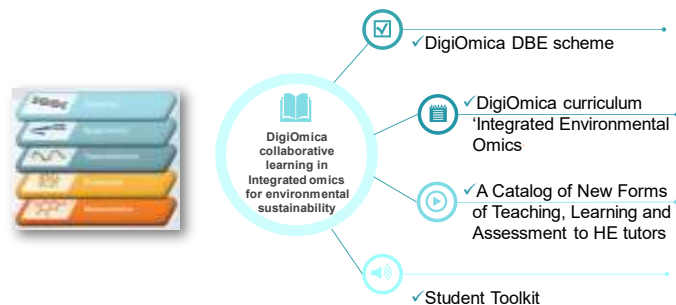 DigiOmica DBE scheme
DigiOmica
collaborative
learning in
Integrated omics
for environmental
sustainability
DigiOmica curriculum
‘Integrated Environmental
Omics
A Catalog of New Forms
of Teaching, Learning and
Assessment to HE tutors
Student Toolkit